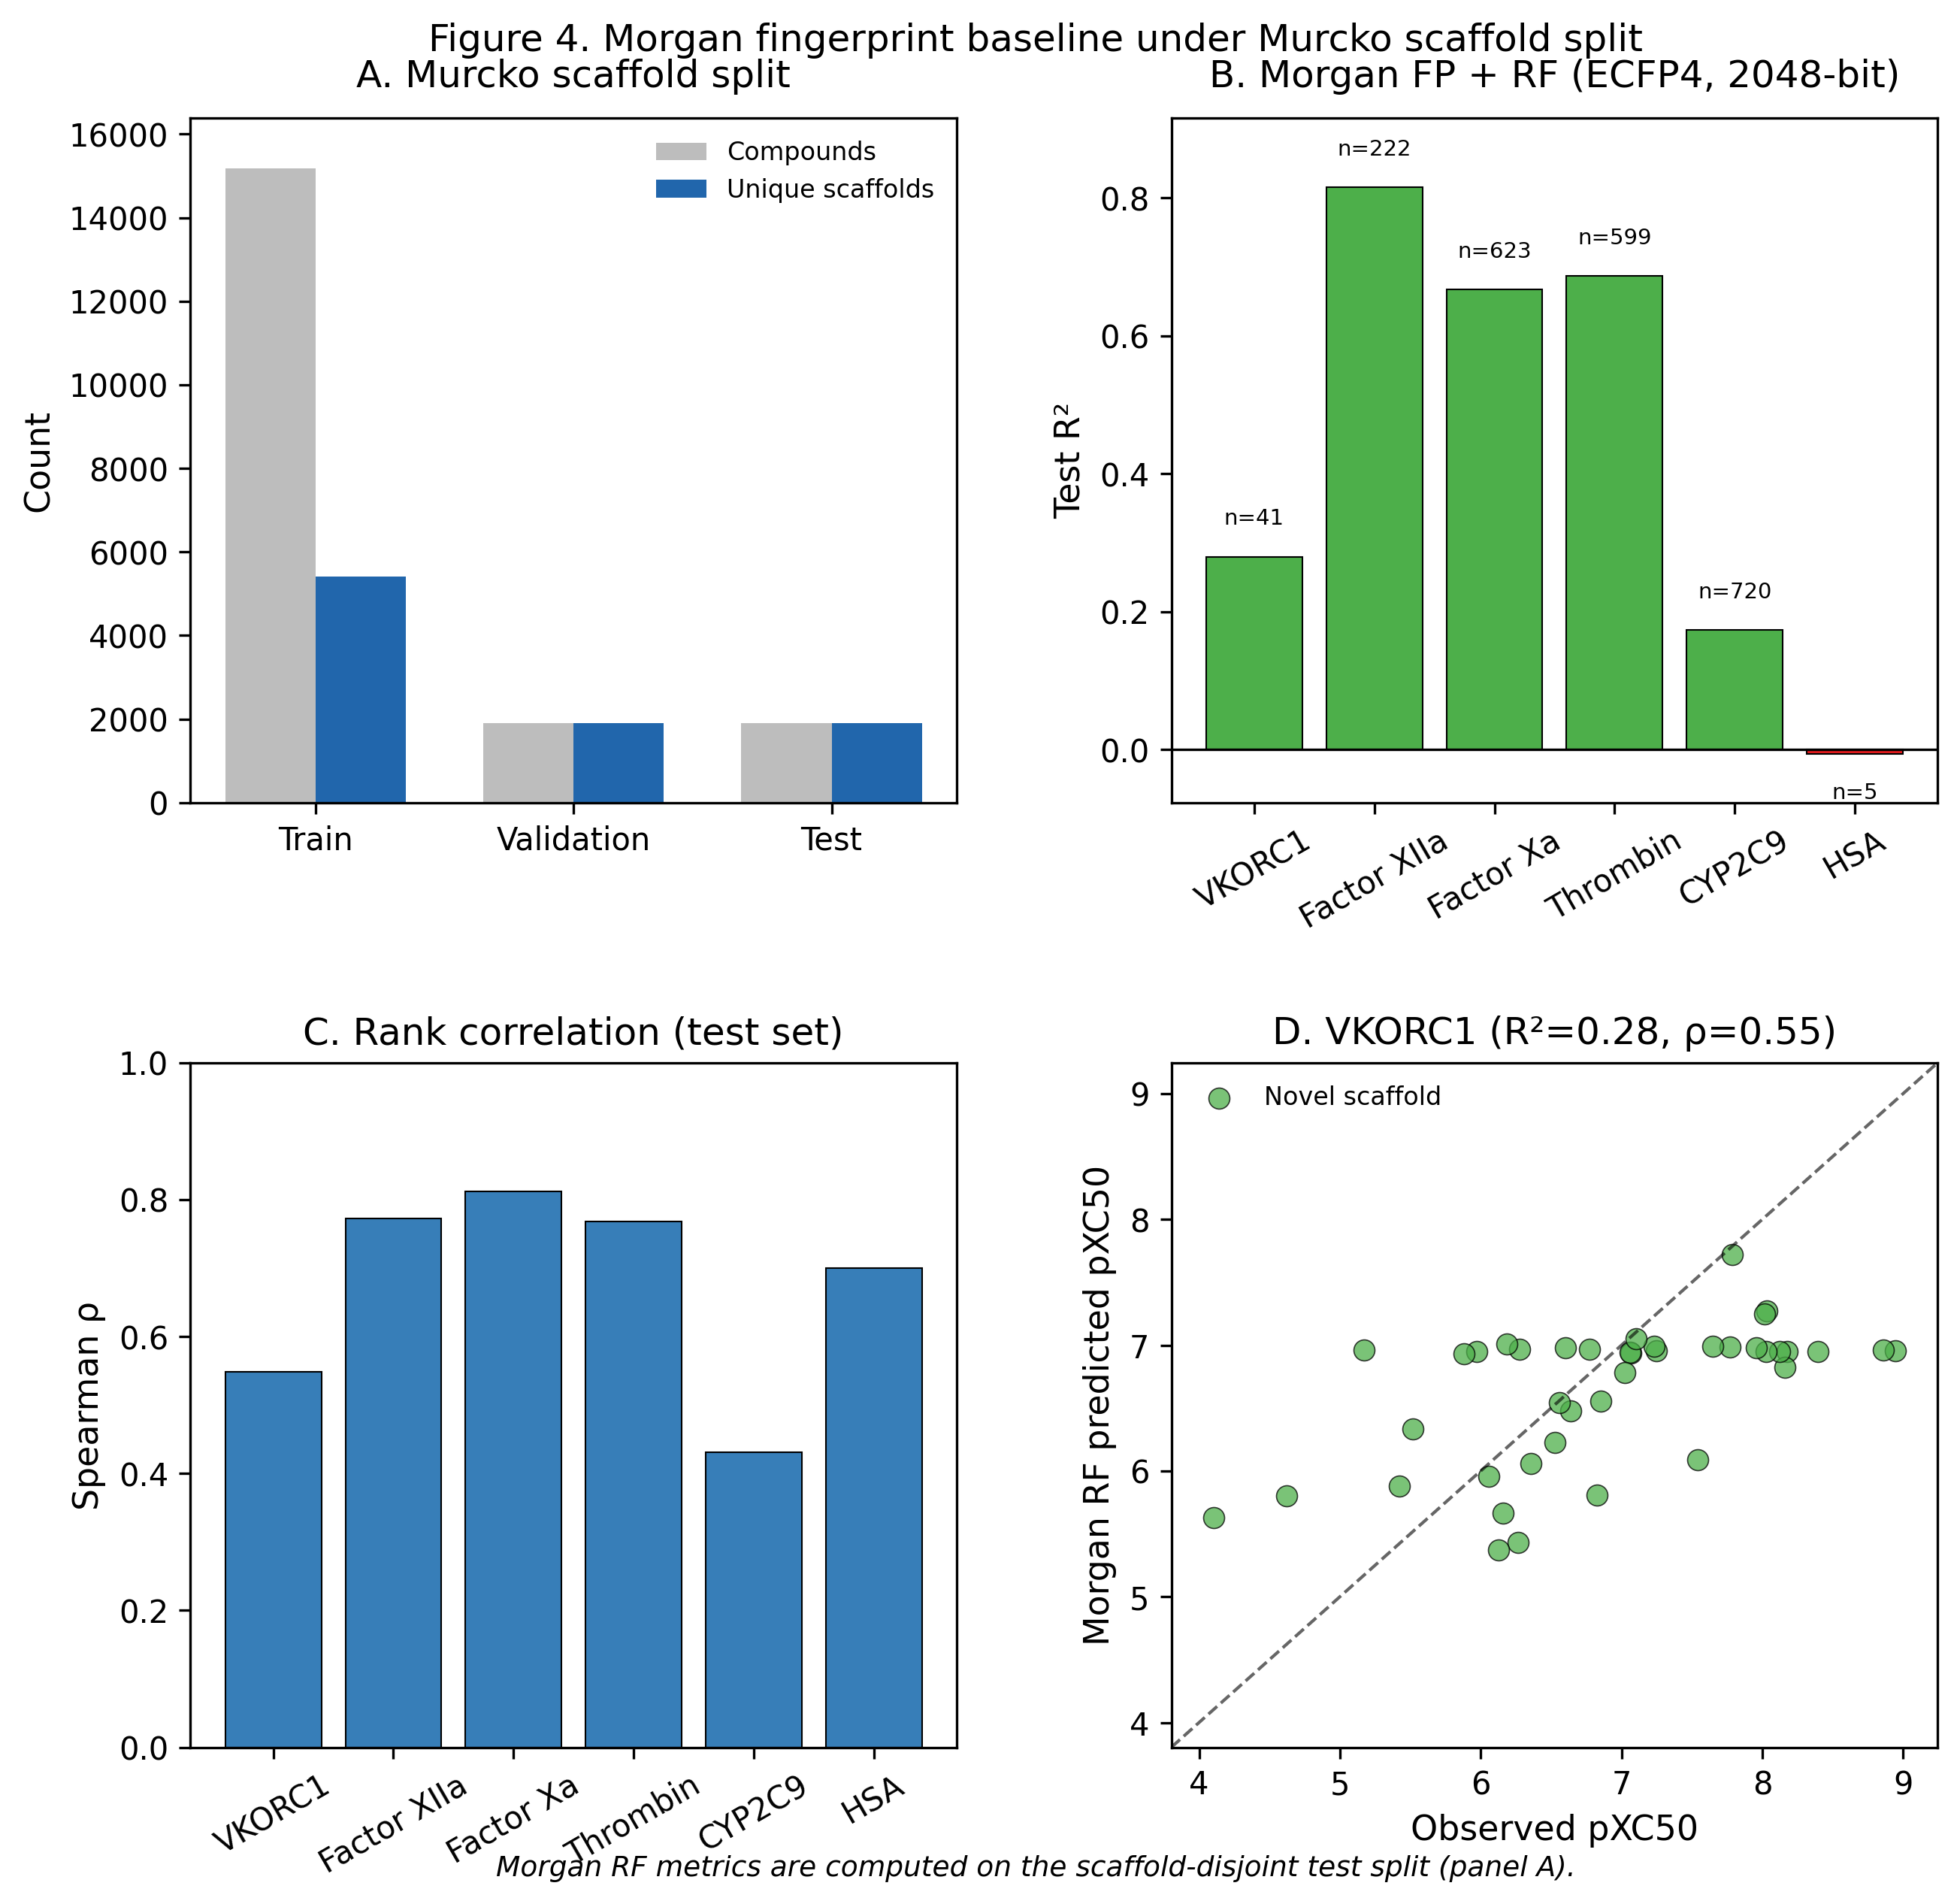 Figure 4. Morgan fingerprint baseline under Murcko scaffold split
A. Murcko scaffold split
Compounds
Unique scaffolds
16000
14000
12000
10000
8000
6000
4000
2000
0
Count
Train
Validation
Test
B. Morgan FP + RF (ECFP4, 2048-bit)
n=222
n=623
n=599
n=41
n=720
n=5
0.8
0.6
0.4
0.2
0.0
Test R²
VKORC1
Factor XIIa
Factor Xa
Thrombin
CYP2C9
HSA
C. Rank correlation (test set)
1.0
0.8
0.6
0.4
0.2
0.0
Spearman ρ
VKORC1
Factor XIIa
Factor Xa
Thrombin
CYP2C9
HSA
D. VKORC1 (R²=0.28, ρ=0.55)
Novel scaffold
9
8
7
6
5
4
Morgan RF predicted pXC50
4
5
6
7
8
9
Observed pXC50
Morgan RF metrics are computed on the scaffold-disjoint test split (panel A).